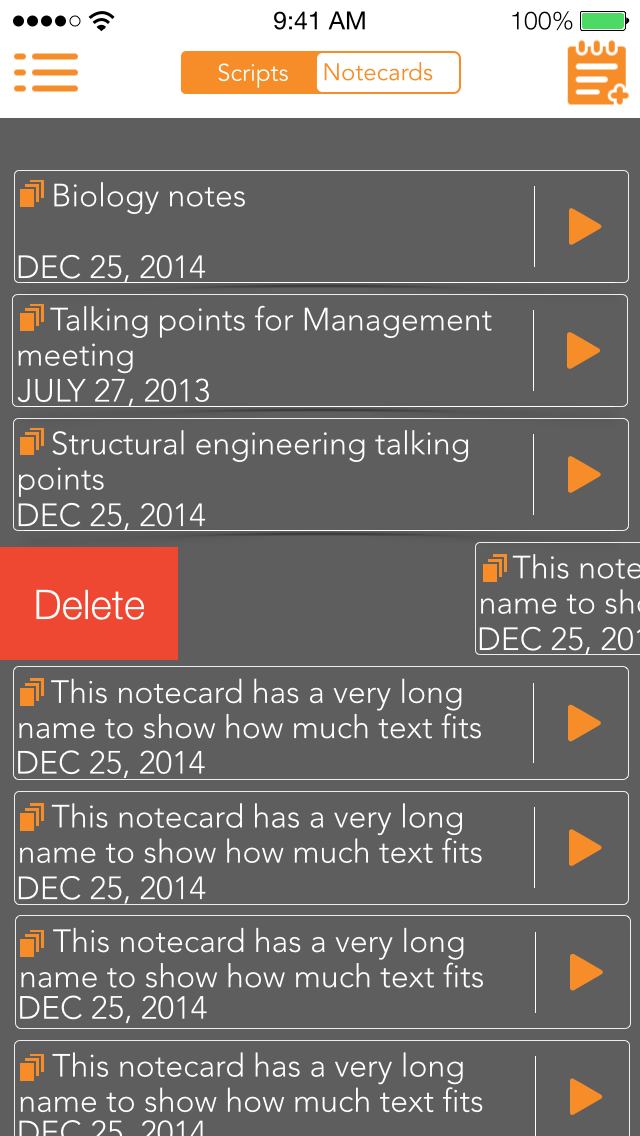 9:41 AM
100%
Scripts
Notecards
Biology notes
DEC 25, 2014
Talking points for Management
meeting
JULY 27, 2013
Structural engineering talking
points
DEC 25, 2014
Delete
This note
name to sh
DEC 25, 20
This notecard has a very long
name to show how much text fits
DEC 25, 2014
This notecard has a very long
name to show how much text fits
DEC 25, 2014
This notecard has a very long
name to show how much text fits
DEC 25, 2014
This notecard has a very long
name to show how much text fits
DEC 25, 2014